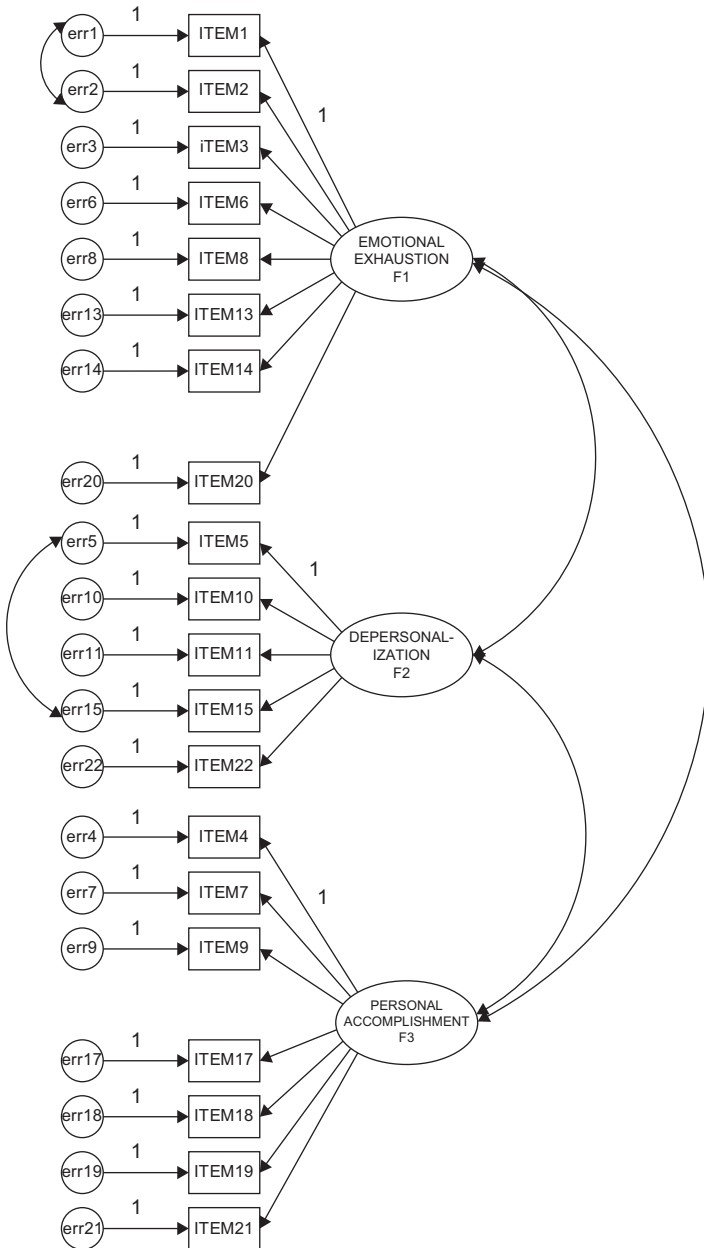 err1 1 ITEM1
err2 1 ITEM2
1
err3 1 iTEM3
err6 1 ITEM6
EMOTIONAL
EXHAUSTION
F1
err8 1 ITEM8
err13 1 ITEM13
err14 1 ITEM14
err20 1 ITEM20
err5 1 ITEM5
1
err10 1 ITEM10
DEPERSONAL-
IZATION
F2
err11 1 ITEM11
err15 1 ITEM15
err22 1 ITEM22
err4 1 ITEM4
1
err7 1 ITEM7
err9 1 ITEM9
PERSONAL
ACCOMPLISHMENT
F3
err17 1 ITEM17
err18 1 ITEM18
err19 1 ITEM19
err21 1 ITEM21